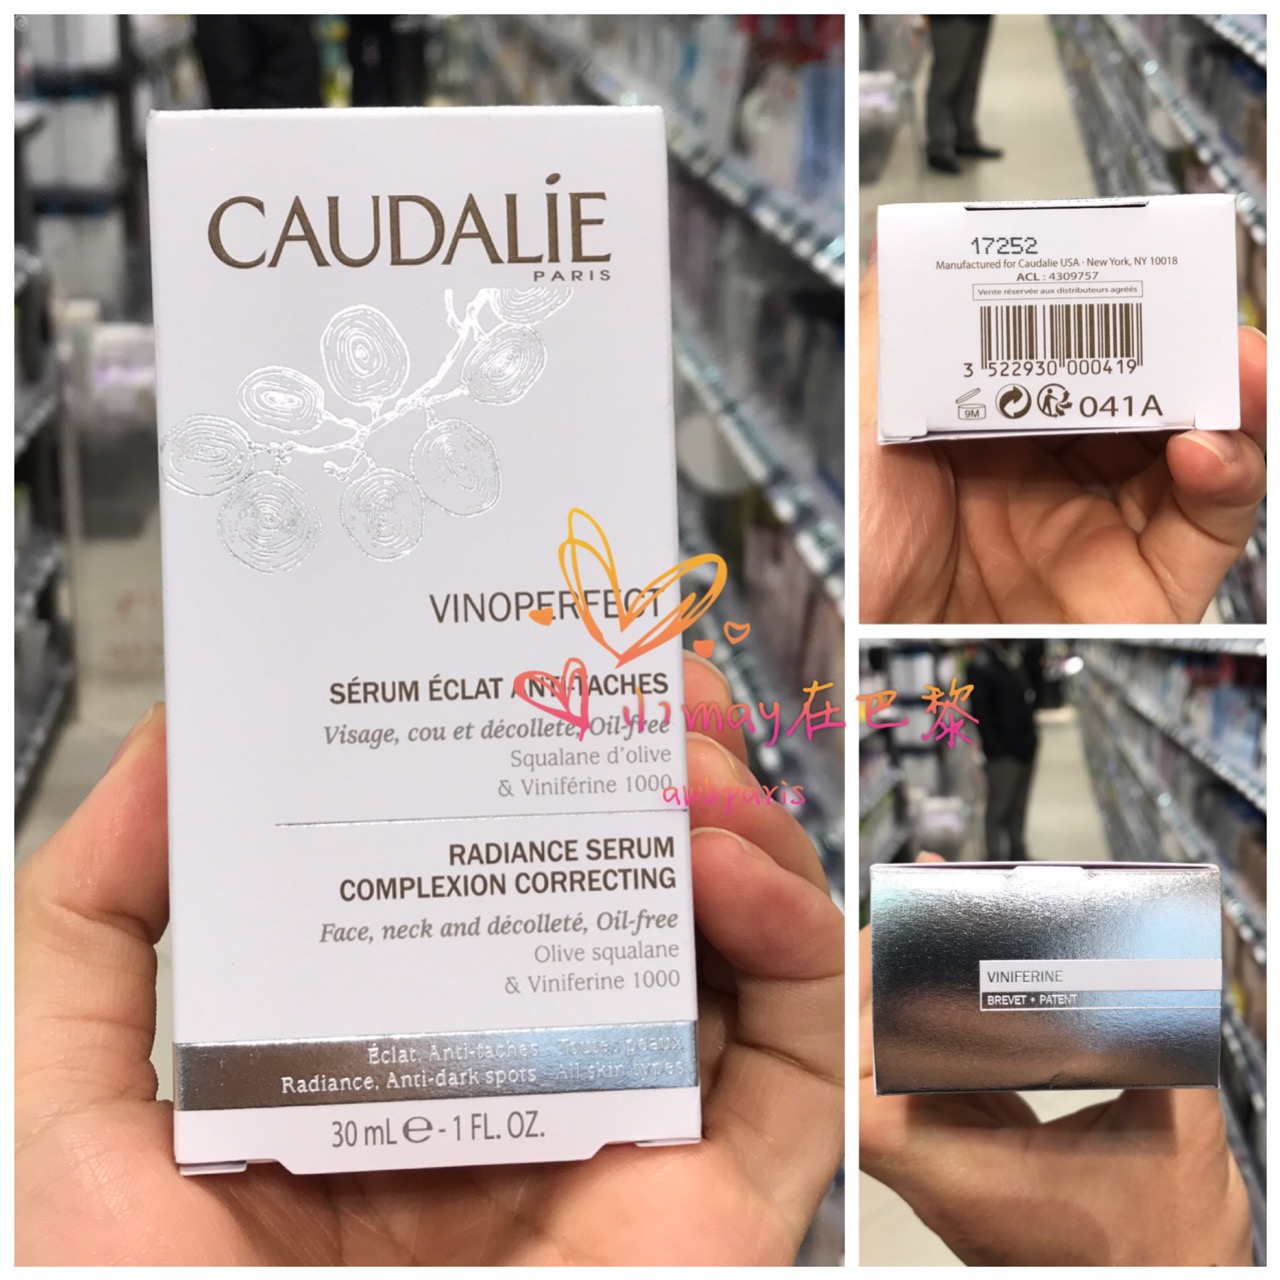 CAUDALÍE
PARIS
VINOPERFECT
SÉRUM ÉCLAT ANTI-TACHES
Visage, cou et décolleté, Oil-free
Squalane d'olive
& Viniférine 1000
RADIANCE SERUM
COMPLEXION CORRECTING
Face, neck and décolleté, Oil-free
Olive squalane
& Viniferine 1000
Éclat, Anti-taches - Toutes peaux
Radiance, Anti-dark spots - All skin types
30 mL e - 1 FL. OZ.
小may在巴黎
awbparis
17252
Manufactured for Caudalie USA · New York, NY 10018
ACL : 4309757
Vente réservée aux distributeurs agréés
3 522930 000419
9M
041A
VINIFERINE
BREVET • PATENT